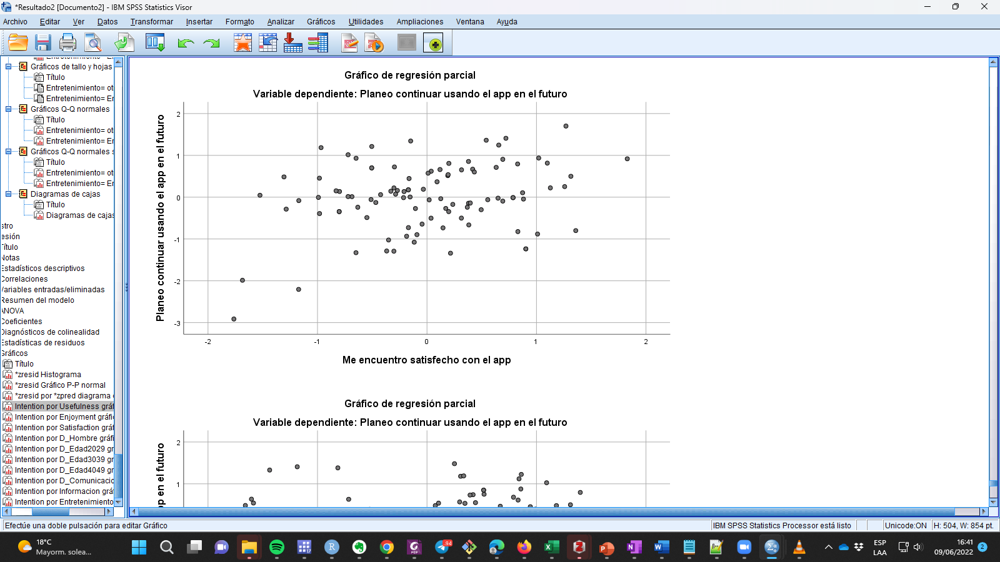 *Resultado2 [Documento2] - IBM SPSS Statistics Visor
Archivo Editar Ver Datos Transformar Insertar Formato Analizar Gráficos Utilidades Ampliaciones Ventana Ayuda
Gráficos de tallo y hojas
Título
Entretenimiento= ot
Entretenimiento= Er
Gráficos Q-Q normales
Título
Entretenimiento= ot
Entretenimiento= Er
Gráficos Q-Q normales s
Título
Entretenimiento= ot
Entretenimiento= Er
Diagramas de cajas
Título
Diagramas de cajas
stro
esión
Título
Notas
Estadísticos descriptivos
Correlaciones
Variables entradas/eliminadas
Resumen del modelo
ANOVA
Coeficientes
Diagnósticos de colinealidad
Estadísticas de residuos
Gráficos
Título
*zresid Histograma
*zresid Gráfico P-P normal
*zresid por *zpred diagrama
Intention por Usefulness gráf
Intention por Enjoyment gráfi
Intention por Satisfaction gráf
Intention por D_Hombre gráfi
Intention por D_Edad2029 gr
Intention por D_Edad3039 gr
Intention por D_Edad4049 gr
Intention por D_Comunicacio
Intention por Informacion grá
Intention por Entretenimiento
Gráfico de regresión parcial
Variable dependiente: Planeo continuar usando el app en el futuro
Planeo continuar usando el app en el futuro
2
1
0
-1
-2
-3
-2 -1 0 1 2
Me encuentro satisfecho con el app
Gráfico de regresión parcial
Variable dependiente: Planeo continuar usando el app en el futuro
app en el futuro
2
1
Efectúe una doble pulsación para editar Gráfico
IBM SPSS Statistics Processor está listo
Unicode:ON
H: 504, W: 854 pt.
18°C
Mayorm. solea...
17
R
PDF
94
ESP
LAA
16:41
09/06/2022
2